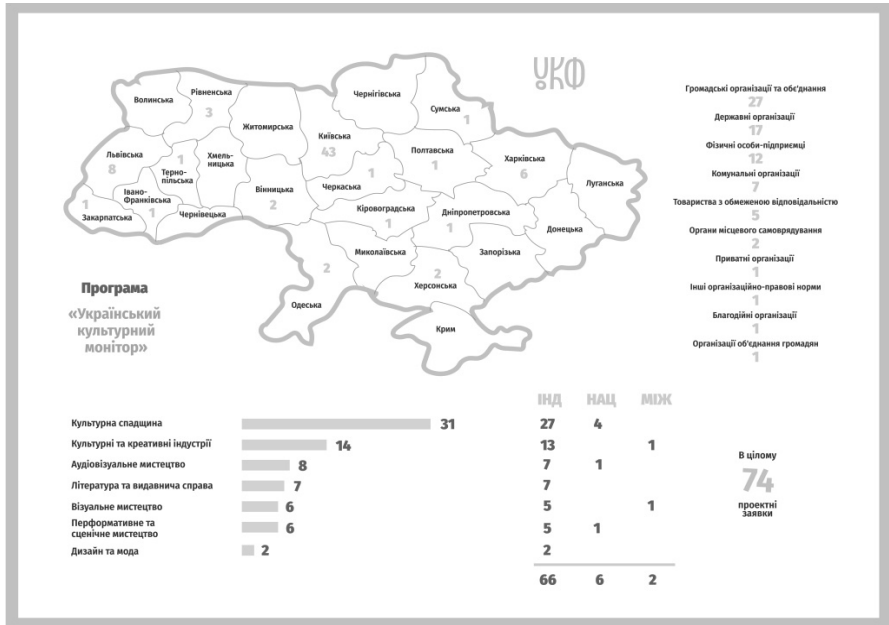 УКФ
Волинська
Рівненська
3
Житомирська
Київська
43
Чернігівська
Сумська
1
Львівська
8
1
Терно-
пільська
Хмель-
ницька
Вінницька
2
Черкаська
1
Полтавська
1
Харківська
6
Луганська
1
Закарпатська
Івано-
Франківська
1
Чернівецька
Кіровоградська
1
Дніпропетровська
1
Донецька
Миколаївська
Запорізька
2
Одеська
2
Херсонська
Крим
Програма
«Український
культурний
монітор»
Громадські організації та обєʼднання
27
Державні організації
17
Фізичні особи-підприємці
12
Комунальні організації
7
Товариства з обмеженою відповідальністю
5
Органи місцевого самоврядування
2
Приватні організації
1
Інші організаційно-правові норми
1
Благодійні організації
1
Організації об'єднання громадян
1
ІНД НАЦ МІЖ
Культурна спадщина 31 27 4
Культурні та креативні індустрії 14 13 1
Аудіовізуальне мистецтво 8 7 1
Література та видавнича справа 7 7
Візуальне мистецтво 6 5 1
Перформативне та
сценічне мистецтво 6 5 1
Дизайн та мода 2 2
66 6 2
В цілому
74
проектні
заявки